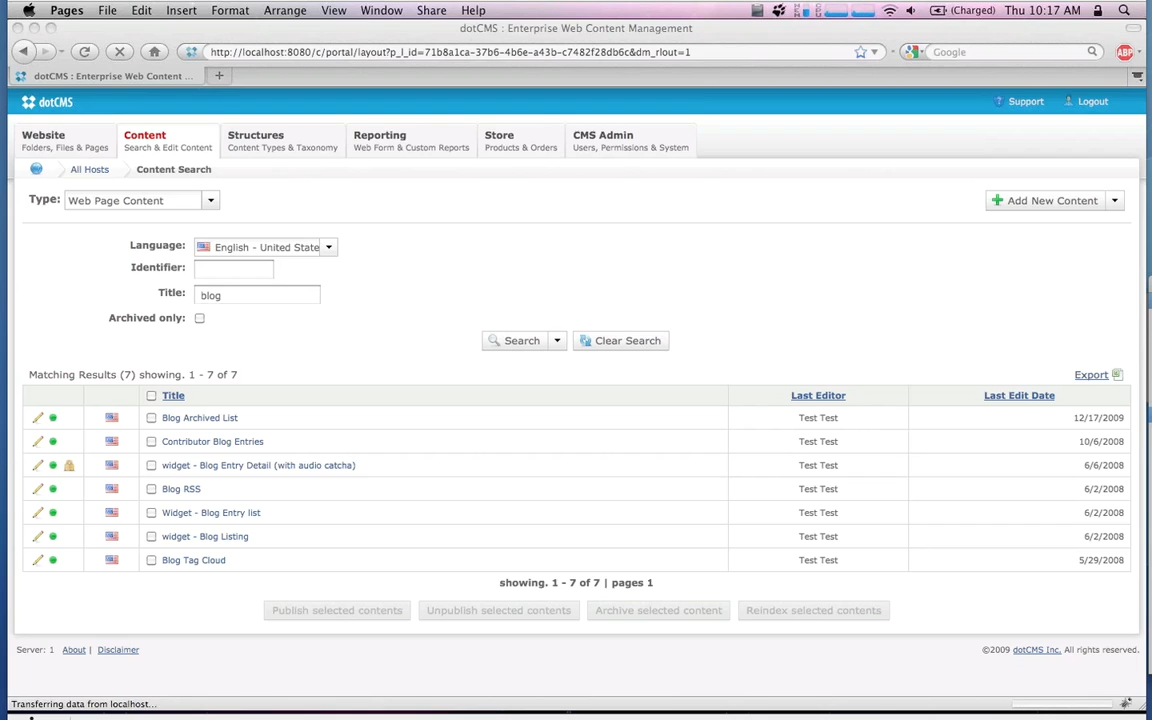 Pages File Edit Insert Format Arrange View Window Share Help (Charged) Thu 10:17 AM
dotCMS : Enterprise Web Content Management
http://localhost:8080/c/portal/layout?p_l_id=71b8a1ca-37b6-4b6e-a43b-c7482f28db6c&dm_rlout=1 Google ABP
dotCMS : Enterprise Web Content ... +
dotCMS Support Logout
Website Content Structures Reporting Store CMS Admin
Folders, Files & Pages Search & Edit Content Content Types & Taxonomy Web Form & Custom Reports Products & Orders Users, Permissions & System
All Hosts Content Search
Type: Web Page Content Add New Content
Language: English - United State
Identifier:
Title: blog
Archived only:
Search Clear Search
Matching Results (7) showing. 1 - 7 of 7 Export
Title Last Editor Last Edit Date
Blog Archived List Test Test 12/17/2009
Contributor Blog Entries Test Test 10/6/2008
widget - Blog Entry Detail (with audio catcha) Test Test 6/6/2008
Blog RSS Test Test 6/2/2008
Widget - Blog Entry list Test Test 6/2/2008
widget - Blog Listing Test Test 6/2/2008
Blog Tag Cloud Test Test 5/29/2008
showing. 1 - 7 of 7 | pages 1
Publish selected contents Unpublish selected contents Archive selected content Reindex selected contents
Server: 1 About | Disclaimer ©2009 dotCMS Inc. All rights reserved.
Transferring data from localhost...